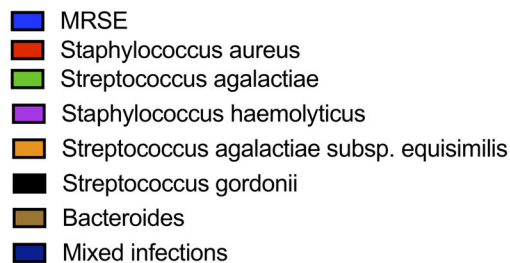 MRSE
Staphylococcus aureus
Streptococcus agalactiae
Staphylococcus haemolyticus
Streptococcus agalactiae subsp. equisimilis
Streptococcus gordonii
Bacteroides
Mixed infections